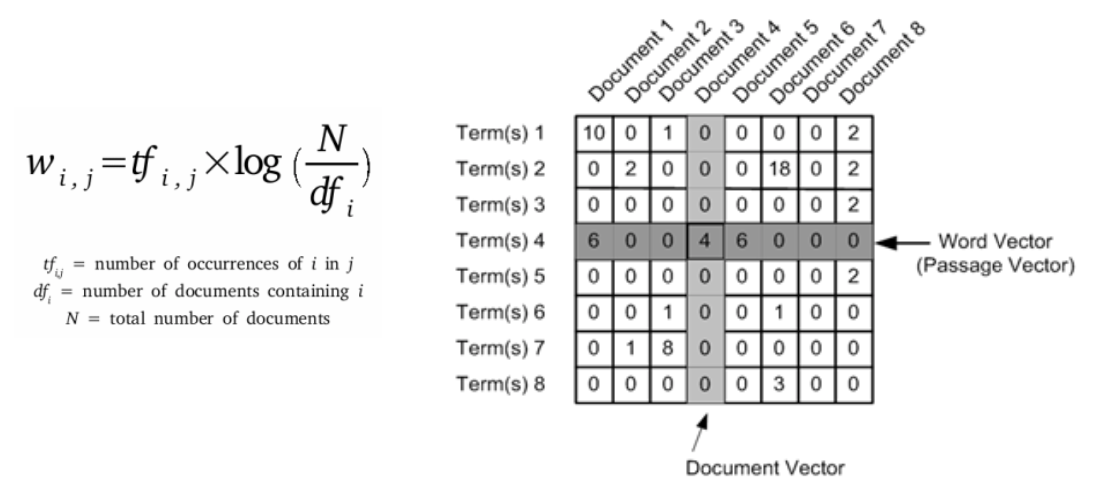 w i, j = tf i, j × log ( N / df i )
tf ij = number of occurrences of i in j
df i = number of documents containing i
N = total number of documents
Document 1
Document 2
Document 3
Document 4
Document 5
Document 6
Document 7
Document 8
Term(s) 1 10 0 1 0 0 0 0 2
Term(s) 2 0 2 0 0 0 18 0 2
Term(s) 3 0 0 0 0 0 0 0 2
Term(s) 4 6 0 0 4 6 0 0 0
Word Vector
(Passage Vector)
Term(s) 5 0 0 0 0 0 0 0 2
Term(s) 6 0 0 1 0 0 1 0 0
Term(s) 7 0 1 8 0 0 0 0 0
Term(s) 8 0 0 0 0 0 3 0 0
Document Vector